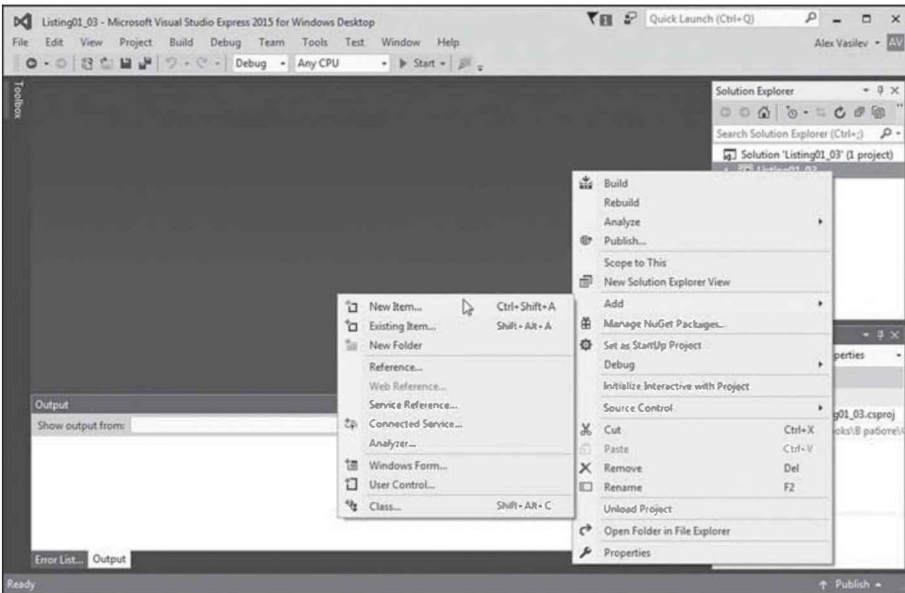 Listing01_03 - Microsoft Visual Studio Express 2015 for Windows Desktop
Quick Launch (Ctrl+Q)
File Edit View Project Build Debug Team Tools Test Window Help
Alex Vasilev AV
Debug Any CPU Start
Toolbox
Solution Explorer
Search Solution Explorer (Ctrl+;)
Solution 'Listing01_03' (1 project)
Listing01_03
Build
Rebuild
Analyze
Publish...
Scope to This
New Solution Explorer View
Add
Manage NuGet Packages...
Set as StartUp Project
Debug
Initialize Interactive with Project
Source Control
Cut Ctrl+X
Paste Ctrl+V
Remove Del
Rename F2
Unload Project
Open Folder in File Explorer
Properties
New Item... Ctrl+Shift+A
Existing Item... Shift+Alt+A
New Folder
Reference...
Web Reference...
Service Reference...
Connected Service...
Analyzer...
Windows Form...
User Control...
Class... Shift+Alt+C
perties
g01_03.csproj
oks\В работе\
Output
Show output from:
Error List... Output
Ready
Publish